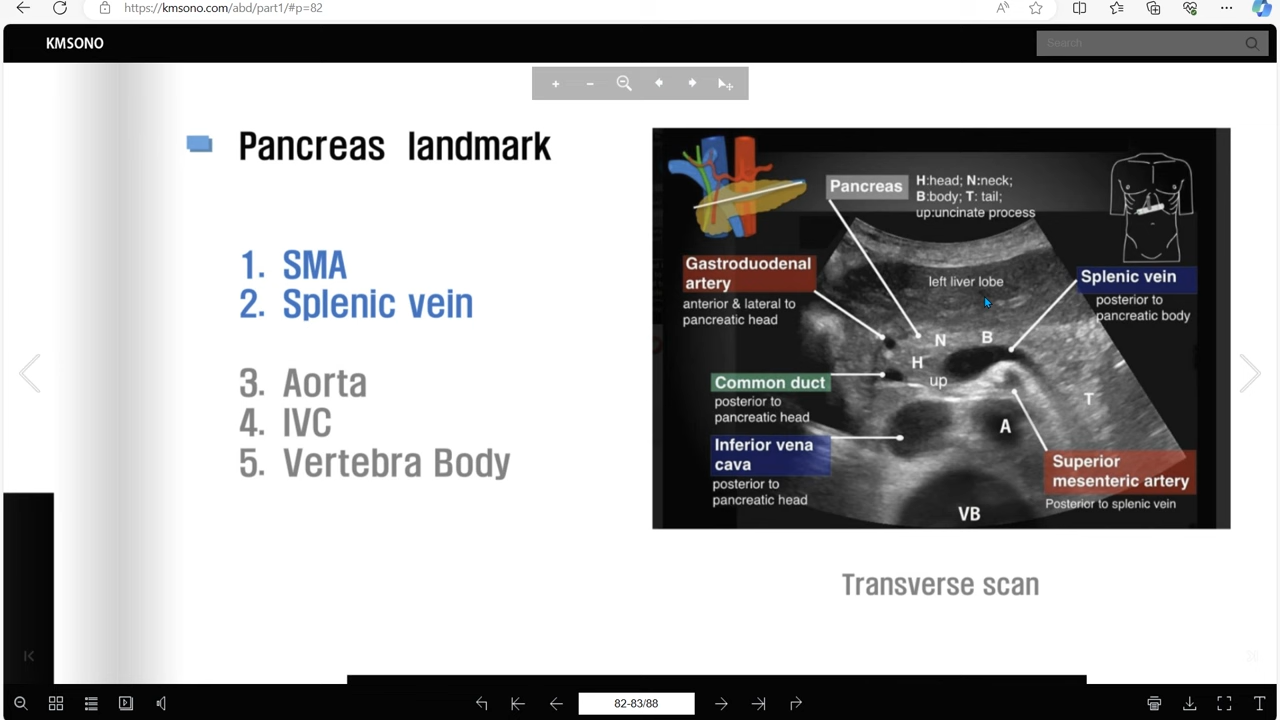 https://kmsono.com/abd/part1/#p=82
KMSONO
Search
Pancreas landmark
1. SMA
2. Splenic vein
3. Aorta
4. IVC
5. Vertebra Body
Pancreas
H:head; N:neck;
B:body; T: tail;
up:uncinate process
Gastroduodenal
artery
anterior & lateral to
pancreatic head
left liver lobe
Splenic vein
posterior to
pancreatic body
N
B
H
up
Common duct
posterior to
pancreatic head
T
A
Inferior vena
cava
posterior to
pancreatic head
Superior
mesenteric artery
Posterior to splenic vein
VB
Transverse scan
82-83/88